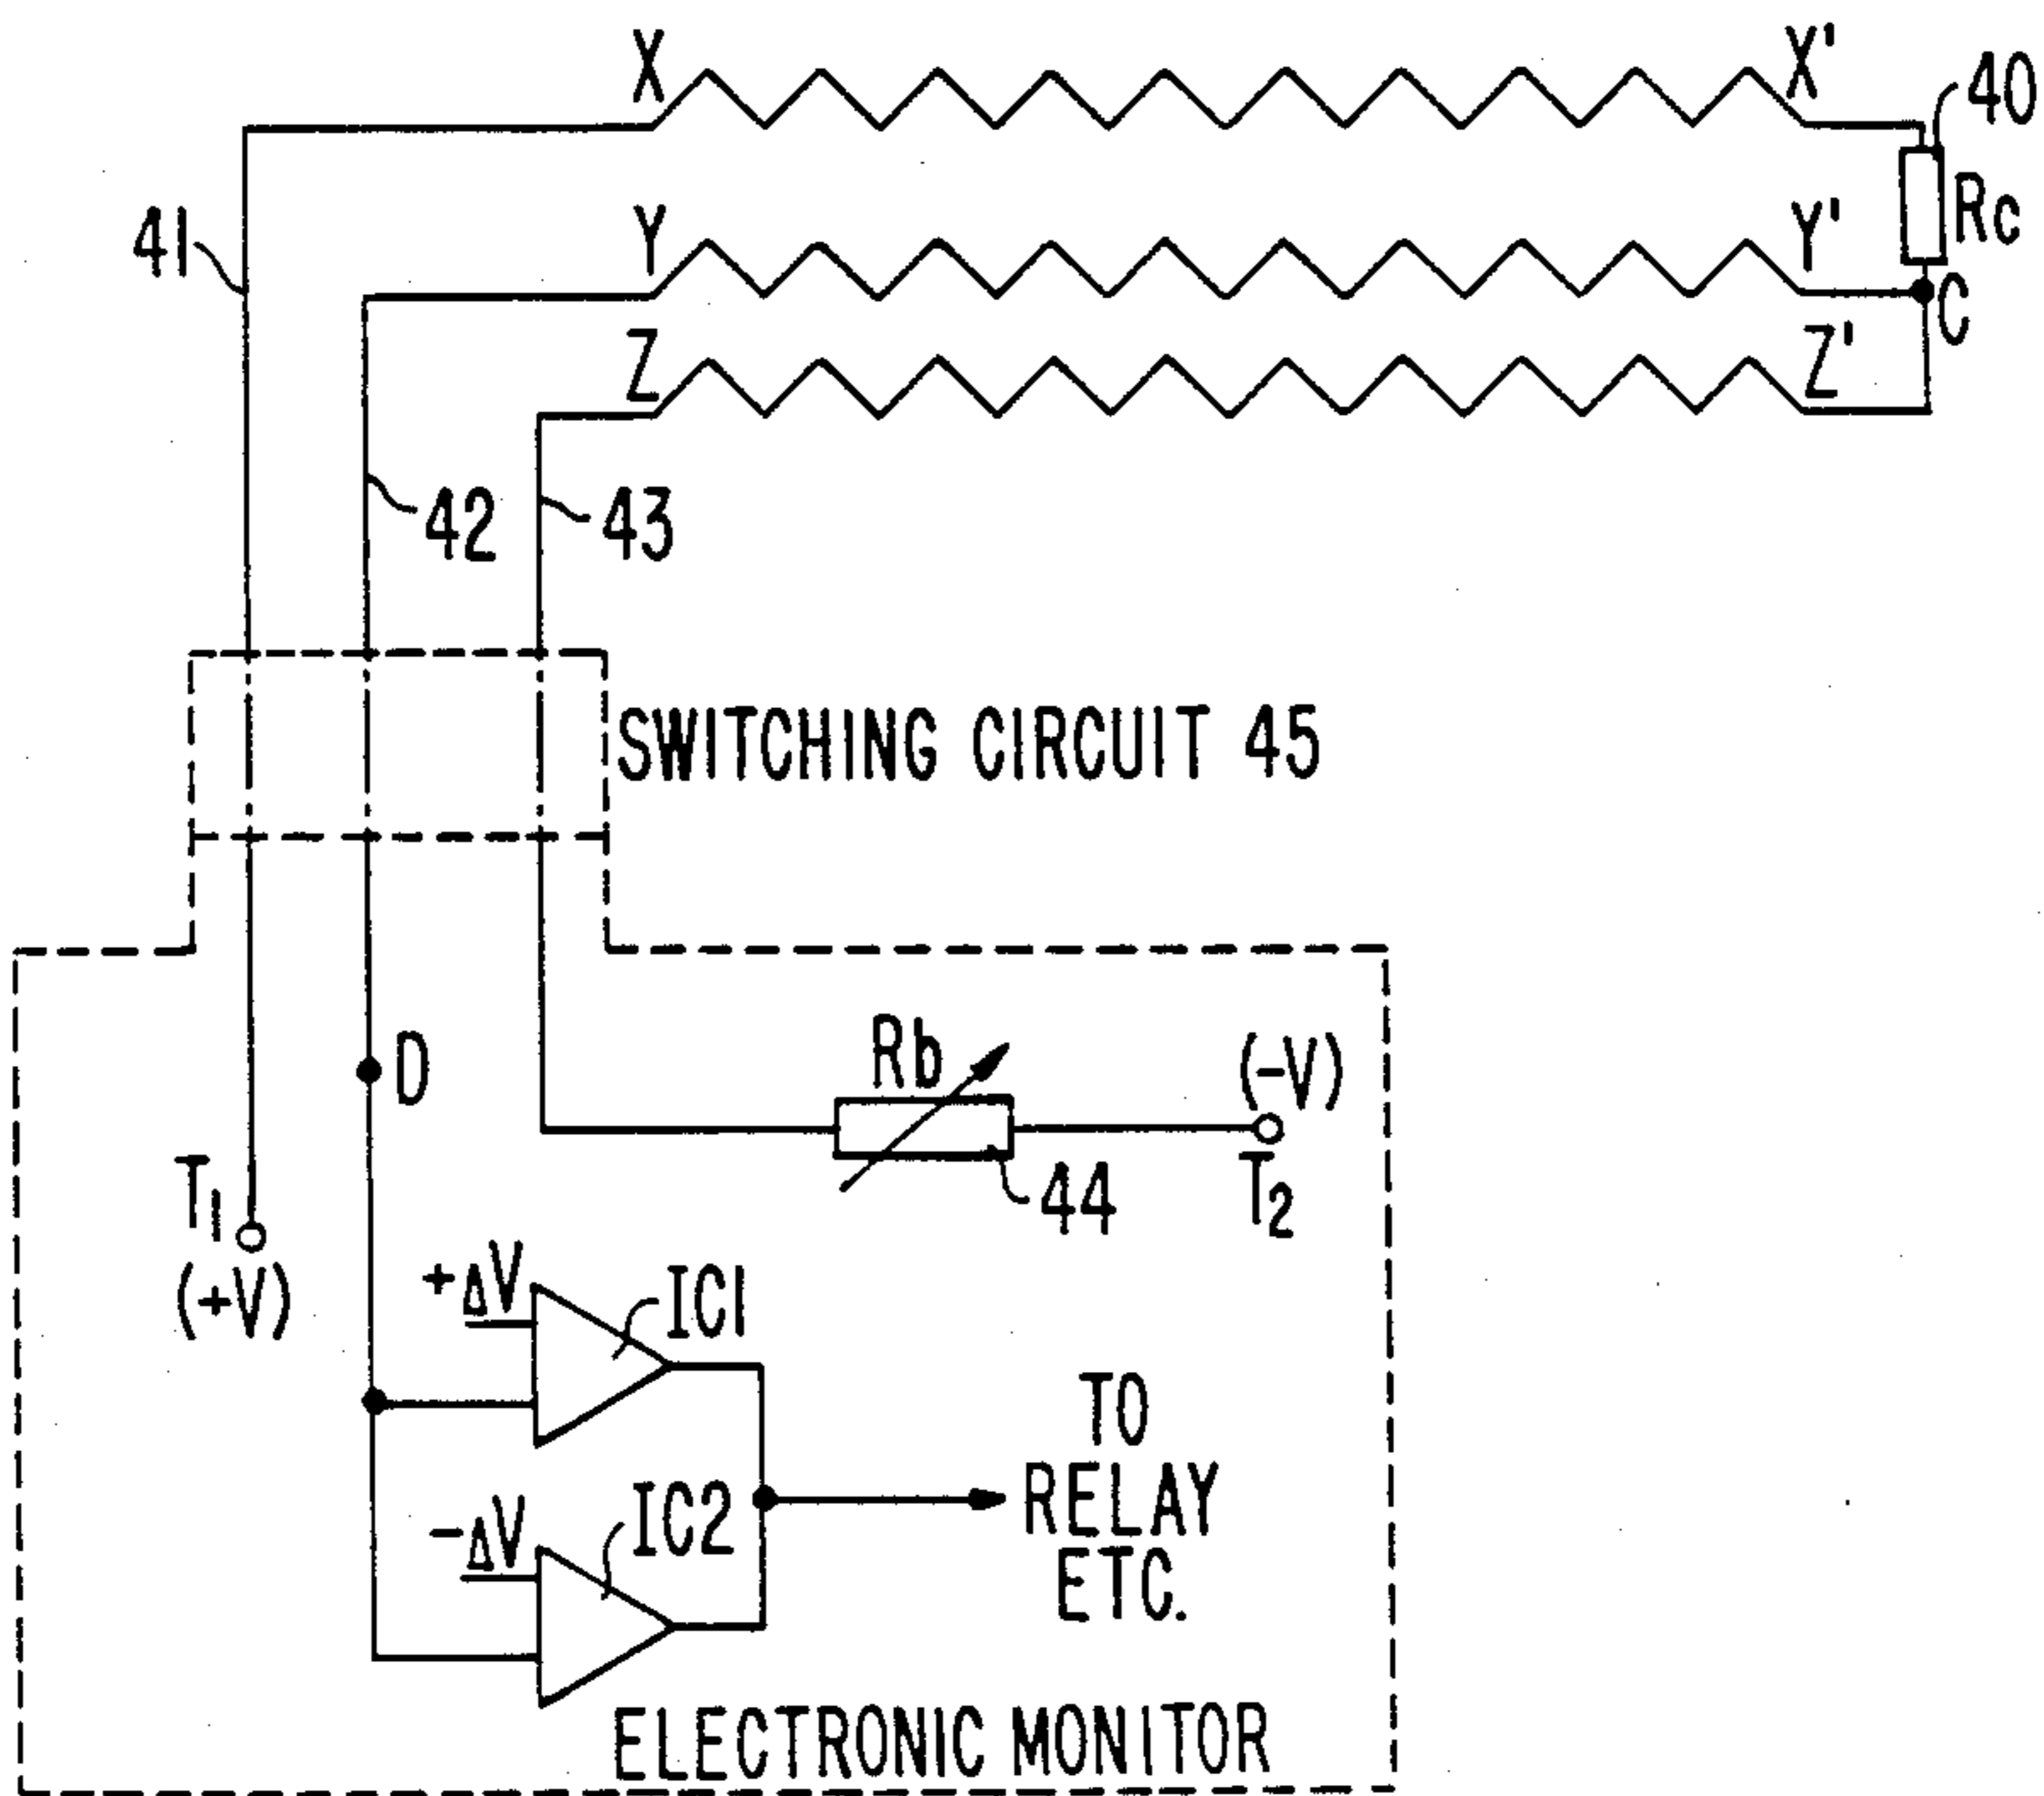 X X' 40
41 Y Y' Rc
Z Z' C
42 43
SWITCHING CIRCUIT 45
D Rb (-V)
T1 44 T2
(+V) +ΔV IC1
TO
RELAY
ETC.
-ΔV IC2
ELECTRONIC MONITOR